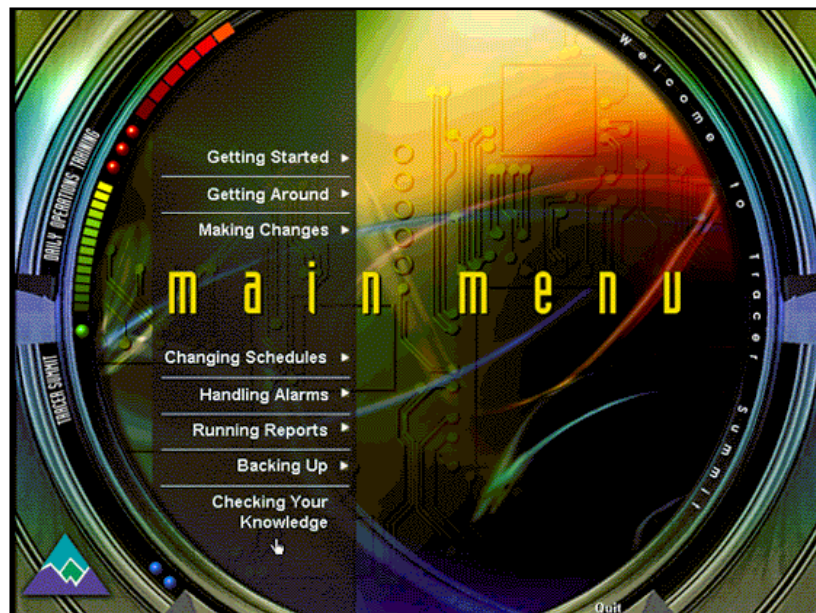 Welcome to Tracer Summit
DAILY OPERATIONS TRAINING
TRACER SUMMIT
Getting Started
Getting Around
Making Changes
main menu
Changing Schedules
Handling Alarms
Running Reports
Backing Up
Checking Your
Knowledge
Quit